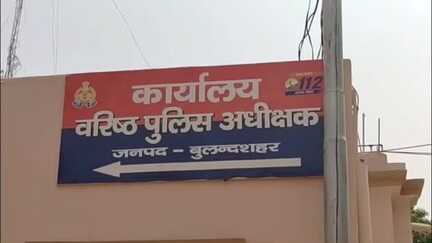 कार्यालय
112
वरिष्ठ पुलिस अधीक्षक
जनपद - बुलन्दशहर